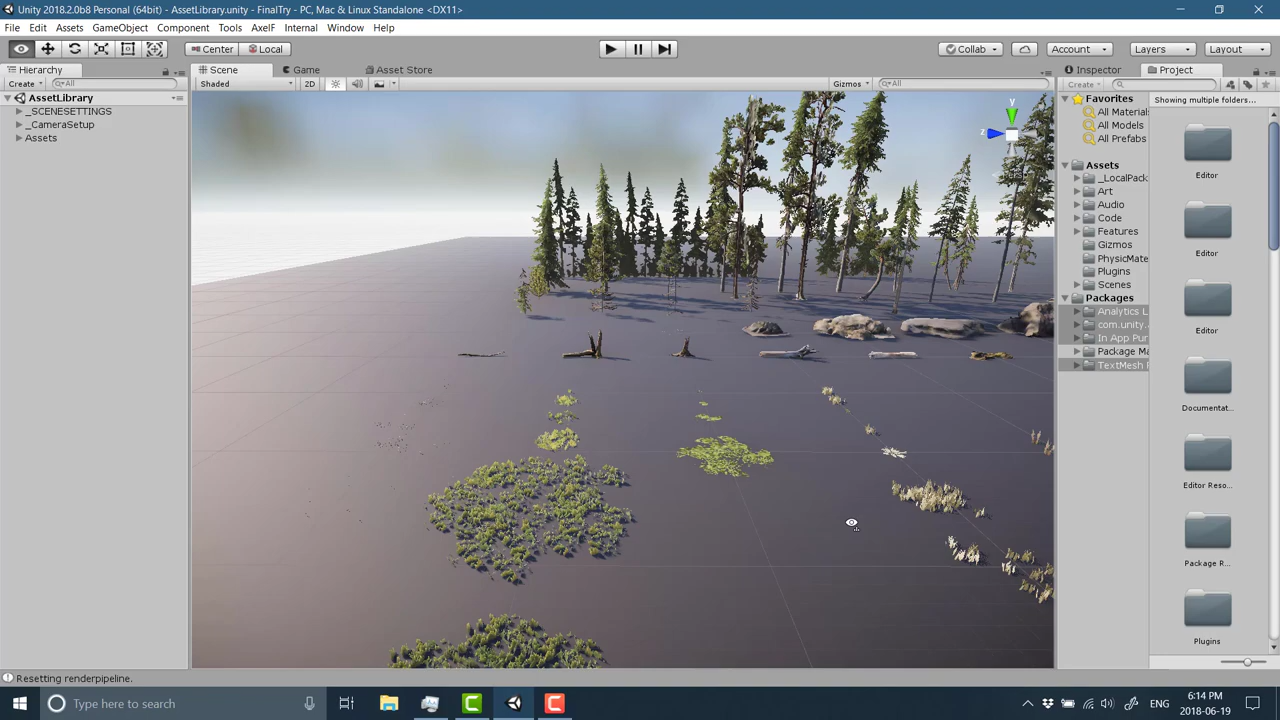 Unity 2018.2.0b8 Personal (64bit) - AssetLibrary.unity - FinalTry - PC, Mac & Linux Standalone <DX11>
File Edit Assets GameObject Component Tools AxelF Internal Window Help
Center Local Collab Account Layers Layout
Hierarchy Scene Game Asset Store Inspector Project
Create All Shaded 2D Gizmos All Create
AssetLibrary
_SCENESETTINGS
_CameraSetup
Assets
y
z
Favorites
All Materials
All Models
All Prefabs
Assets
_LocalPack
Art
Audio
Code
Features
Gizmos
PhysicMate
Plugins
Scenes
Packages
Analytics L
com.unity.
In App Pur
Package Ma
TextMesh P
Showing multiple folders...
Editor
Editor
Editor
Documentat...
Editor Reso...
Package R...
Plugins
Resetting renderpipeline.
Type here to search
ENG
6:14 PM
2018-06-19